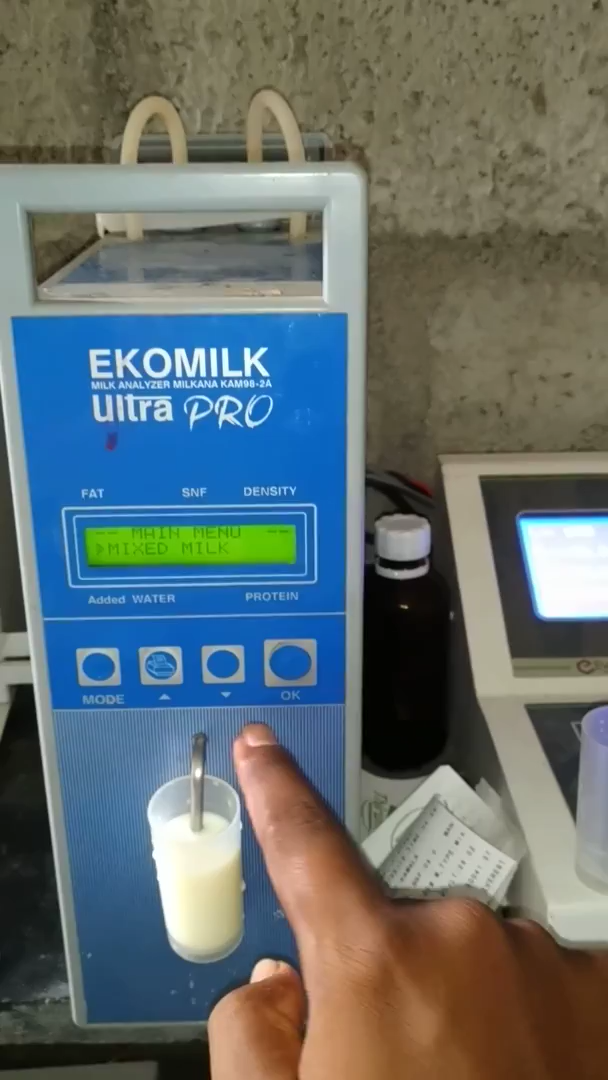 EKOMILK
MILK ANALYZER MILKANA KAM98-2A
Ultra PRO
FAT SNF DENSITY
-- MAIN MENU --
MIXED MILK
Added WATER PROTEIN
MODE OK